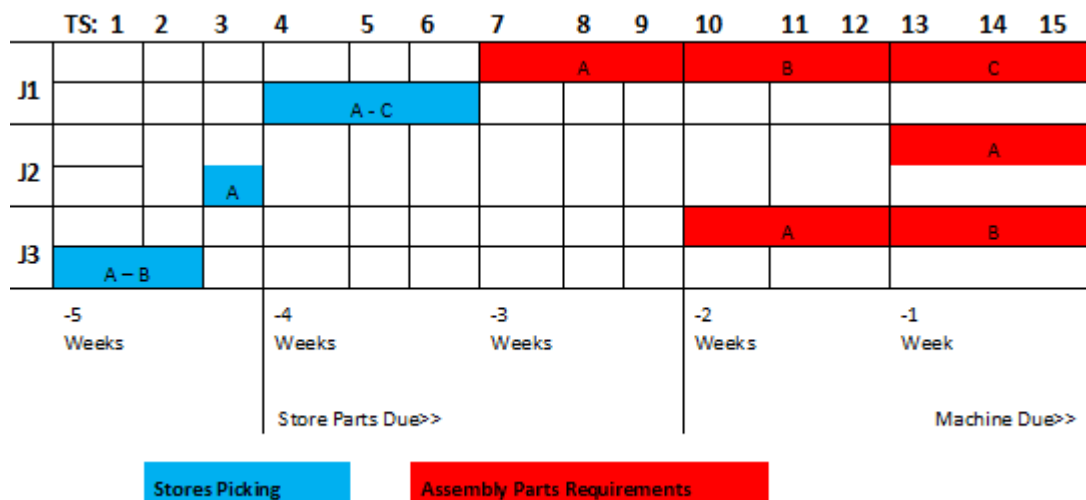 TS: 1 2 3 4 5 6 7 8 9 10 11 12 13 14 15
A B C
J1
A - C
A
J2
A
A B
J3
A – B
-5 -4 -3 -2 -1
Weeks Weeks Weeks Weeks Week
Store Parts Due>> Machine Due>>
Stores Picking Assembly Parts Requirements